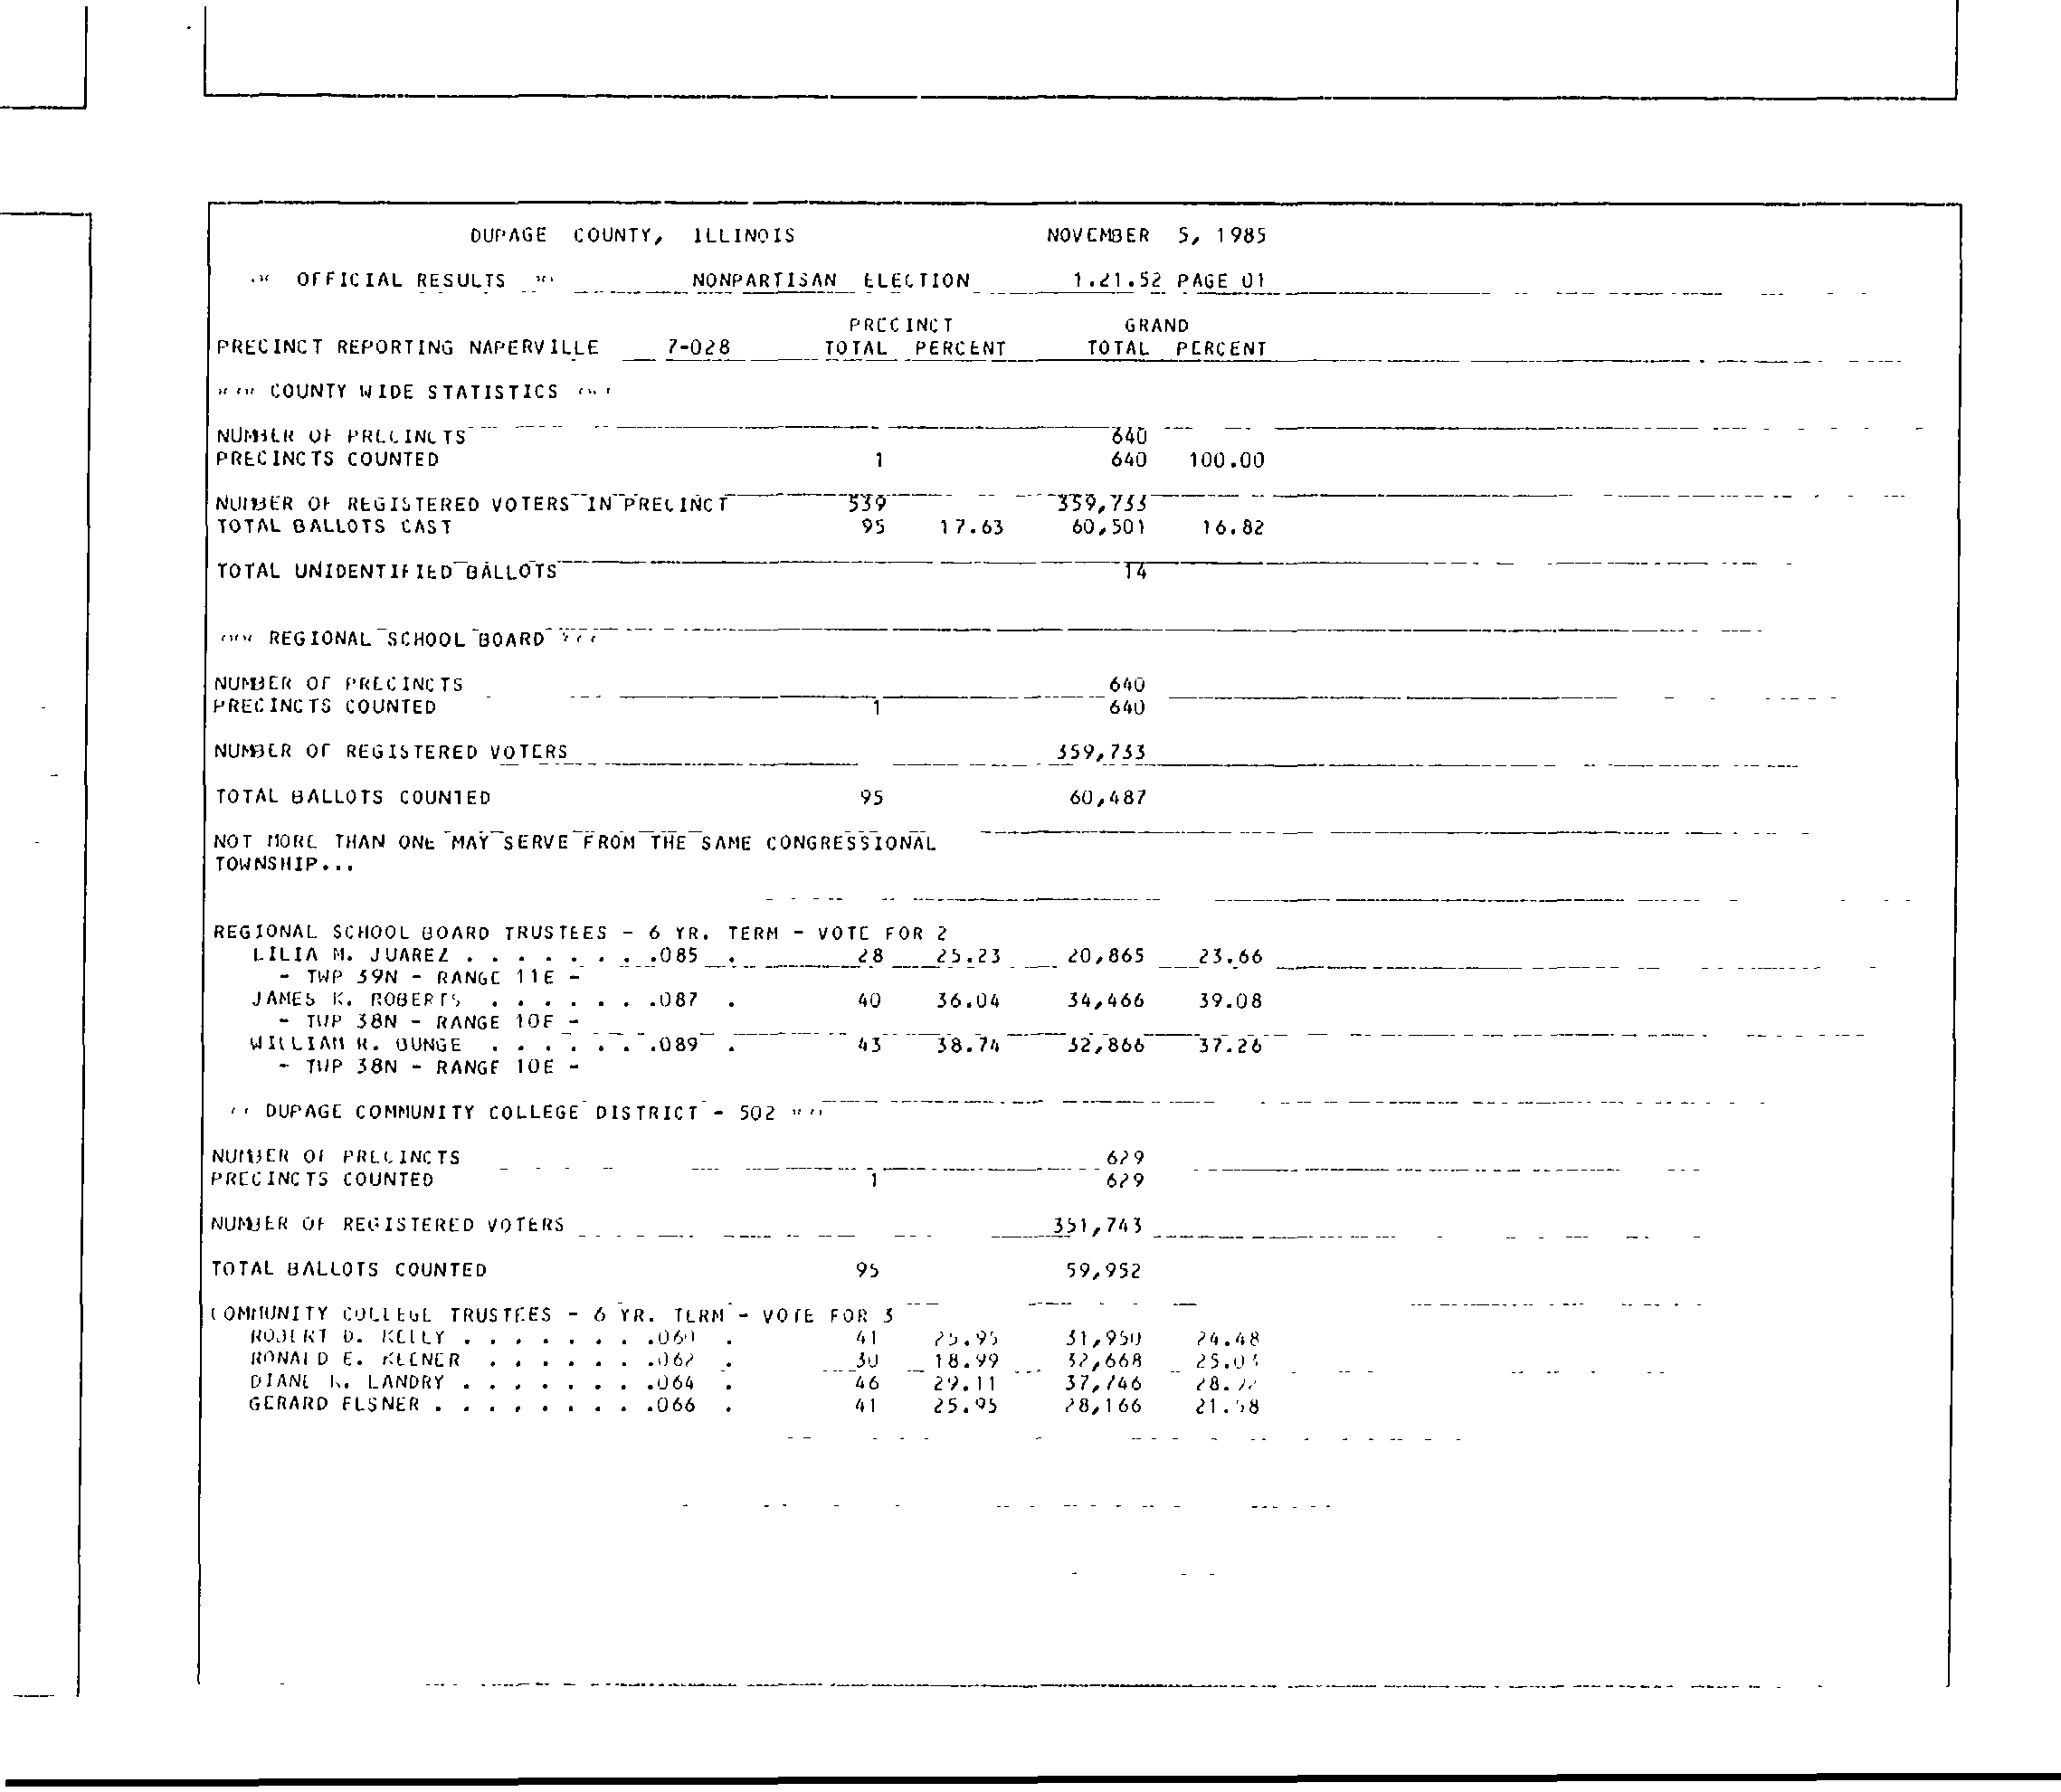 DUPAGE COUNTY, ILLINOIS NOVEMBER 5, 1985
OFFICIAL RESULTS NONPARTISAN ELECTION 1.21.52 PAGE 01
PRECINCT GRAND
PRECINCT REPORTING NAPERVILLE 7-028 TOTAL PERCENT TOTAL PERCENT
COUNTY WIDE STATISTICS
NUMBER OF PRECINCTS 640
PRECINCTS COUNTED 1 640 100.00
NUMBER OF REGISTERED VOTERS IN PRECINCT 539 359,733
TOTAL BALLOTS CAST 95 17.63 60,501 16.82
TOTAL UNIDENTIFIED BALLOTS 14
REGIONAL SCHOOL BOARD
NUMBER OF PRECINCTS 640
PRECINCTS COUNTED 1 640
NUMBER OF REGISTERED VOTERS 359,733
TOTAL BALLOTS COUNTED 95 60,487
NOT MORE THAN ONE MAY SERVE FROM THE SAME CONGRESSIONAL
TOWNSHIP...
REGIONAL SCHOOL BOARD TRUSTEES - 6 YR. TERM - VOTE FOR 2
LILIA M. JUAREZ . . . . . . . .085 . 28 25.23 20,865 23.66
- TWP 39N - RANGE 11E -
JAMES K. ROBERTS . . . . . . .087 . 40 36.04 34,466 39.08
- TWP 38N - RANGE 10E -
WILLIAM R. BUNGE . . . . . . .089 . 43 38.74 32,866 37.26
- TWP 38N - RANGE 10E -
DUPAGE COMMUNITY COLLEGE DISTRICT - 502
NUMBER OF PRECINCTS 629
PRECINCTS COUNTED 1 629
NUMBER OF REGISTERED VOTERS 351,743
TOTAL BALLOTS COUNTED 95 59,952
COMMUNITY COLLEGE TRUSTEES - 6 YR. TERM - VOTE FOR 3
ROBERT D. KELLY . . . . . . . . 41 25.95 31,950 24.48
RONALD E. KEENER . . . . . . .062 . 30 18.99 32,668 25.03
DIANE K. LANDRY . . . . . . . .064 . 46 29.11 37,746
GERARD ELSNER . . . . . . . . .066 . 41 25.95 28,166 21.58